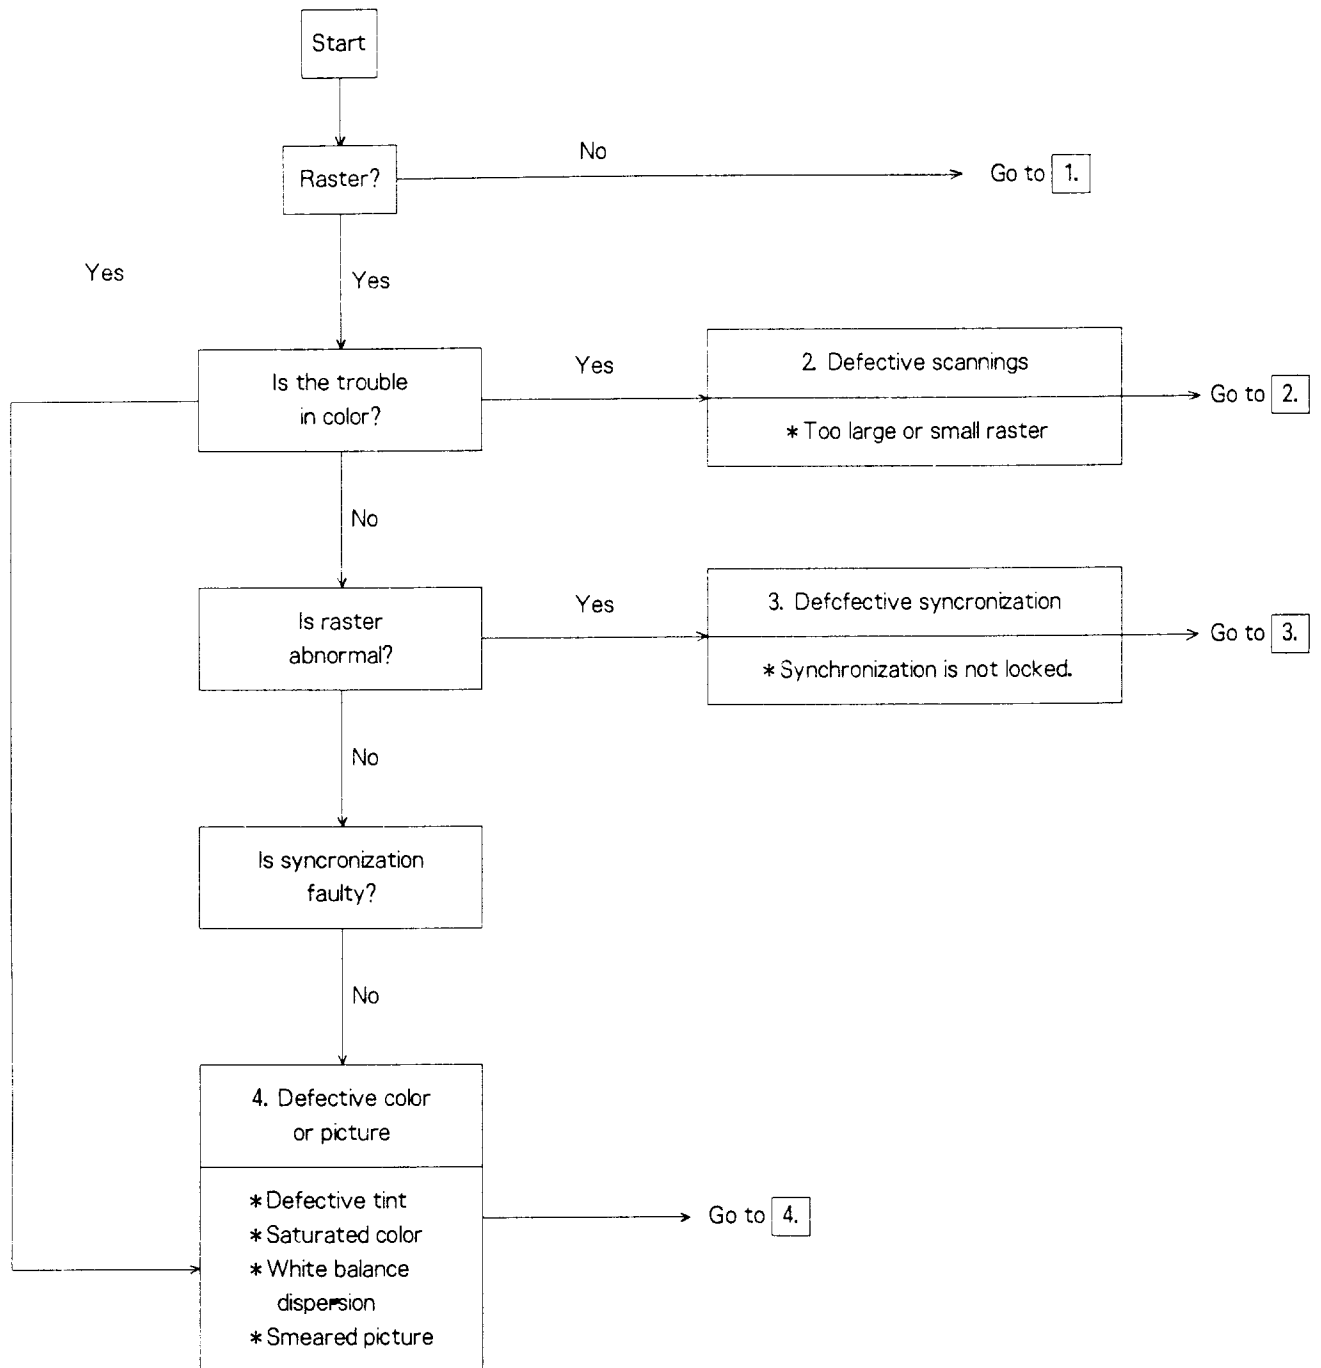 Start
Raster?
No
Go to 1.
Yes
Yes
Is the trouble
in color?
Yes
2. Defective scannings
* Too large or small raster
Go to 2.
No
Is raster
abnormal?
Yes
3. Defcfective syncronization
* Synchronization is not locked.
Go to 3.
No
Is syncronization
faulty?
No
4. Defective color
or picture
* Defective tint
* Saturated color
* White balance
dispersion
* Smeared picture
Go to 4.